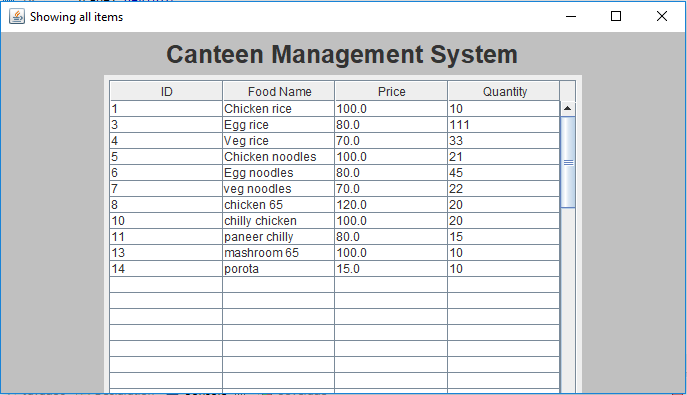 Showing all items
Canteen Management System
ID Food Name Price Quantity
1 Chicken rice 100.0 10
3 Egg rice 80.0 111
4 Veg rice 70.0 33
5 Chicken noodles 100.0 21
6 Egg noodles 80.0 45
7 veg noodles 70.0 22
8 chicken 65 120.0 20
10 chilly chicken 100.0 20
11 paneer chilly 80.0 15
13 mashroom 65 100.0 10
14 porota 15.0 10